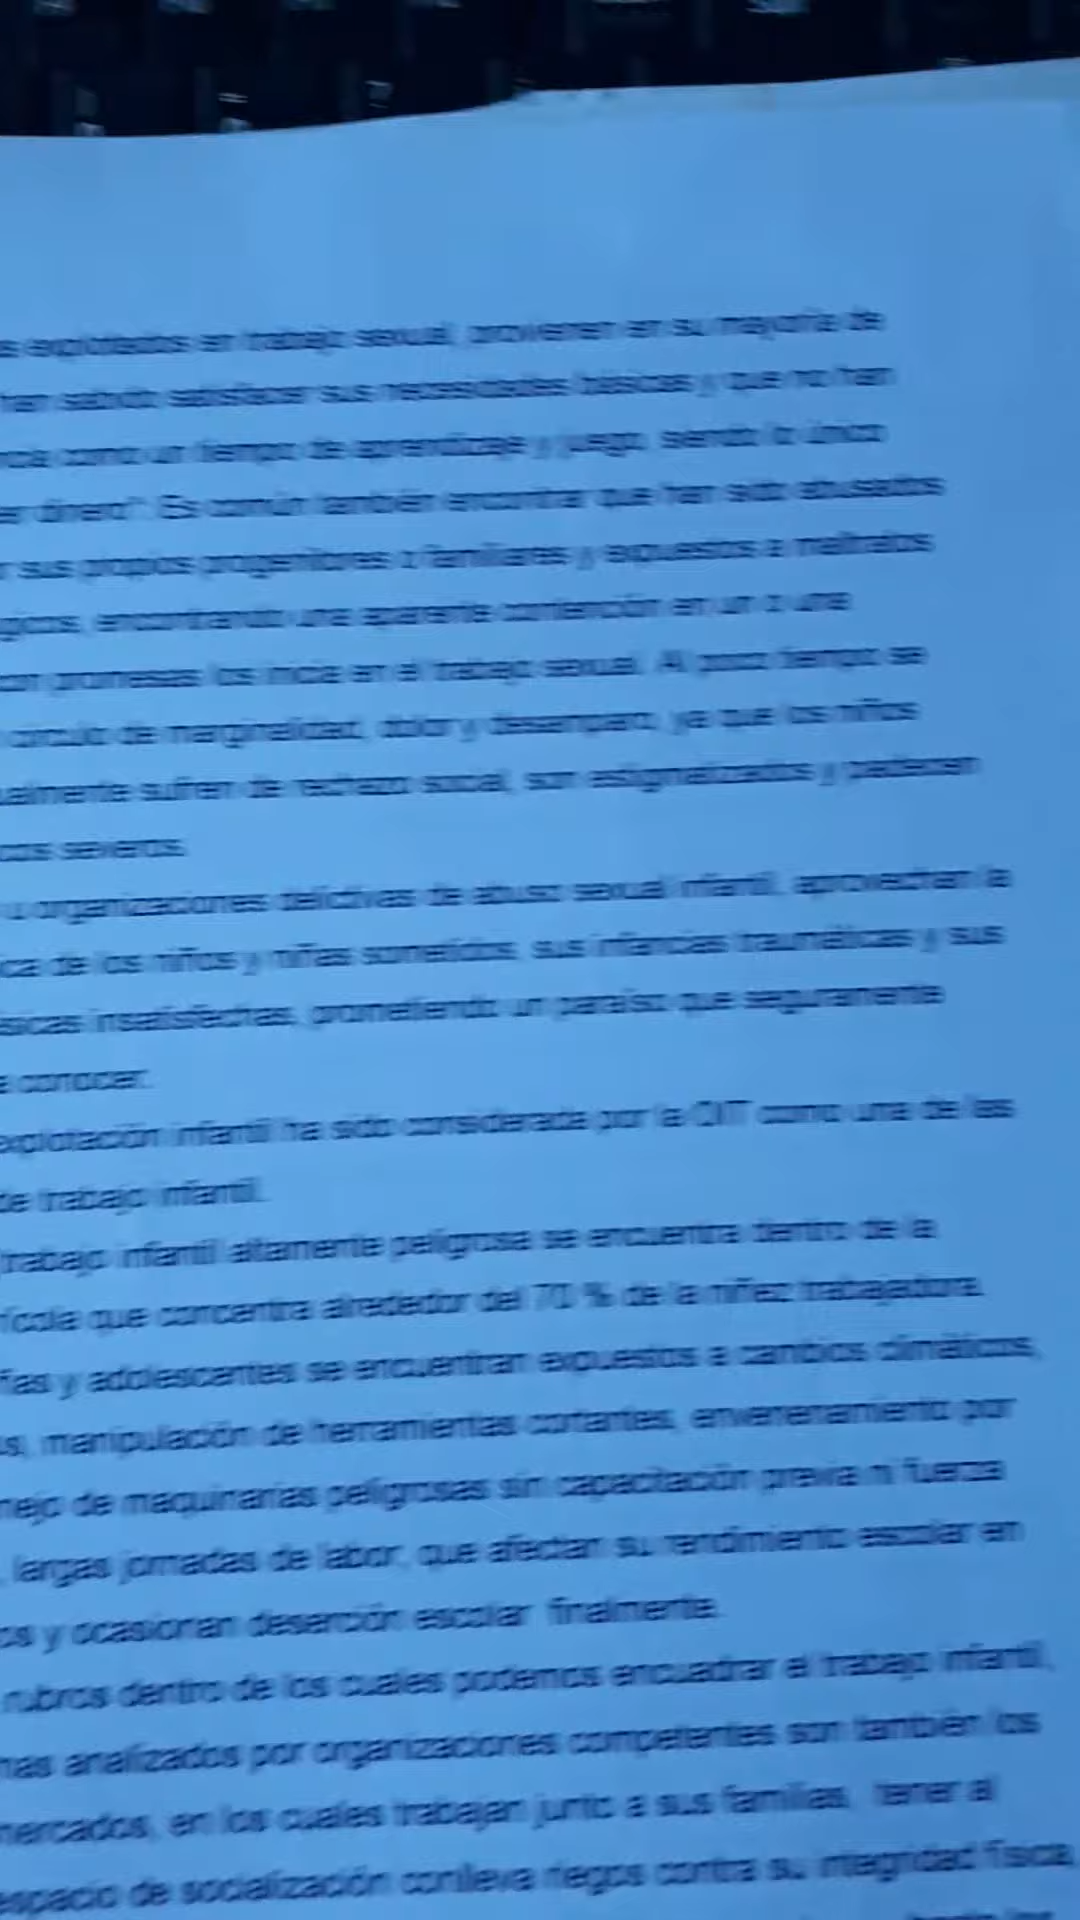 explotados en trabajo sexual, provienen en su mayoría de
han sabido satisfacer sus necesidades básicas y que no han
como un tiempo de aprendizaje y juego, siendo lo único
dinero". Es común también encontrar que han sido abusados
sus propios progenitores o familiares y expuestos a maltratos
encontrando una aparente contención en un o una
promesas los inicia en el trabajo sexual. Al poco tiempo se
circulo de marginalidad, dolor y desamparo, ya que los niños
sufren de rechazo social, son estigmatizados y padecen
severos.
u organizaciones delictivas de abuso sexual infantil, aprovechan la
de los niños y niñas sometidos, sus infancias traumáticas y sus
insatisfechas, prometiendo un paraíso que seguramente
conocer.
explotación infantil ha sido considerada por la OIT como una de las
de trabajo infantil.
trabajo infantil altamente peligrosa se encuentra dentro de la
que concentra alrededor del 70 % de la niñez trabajadora.
y adolescentes se encuentran expuestos a cambios climáticos,
manipulación de herramientas cortantes, envenenamiento por
de maquinarias peligrosas sin capacitación previa ni fuerza
, largas jornadas de labor, que afectan su rendimiento escolar en
y ocasionan deserción escolar finalmente.
rubros dentro de los cuales podemos encuadrar el trabajo infantil,
analizados por organizaciones competentes son también los
mercados, en los cuales trabajan junto a sus familias, tener al
espacio de socialización conlleva riegos contra su integridad física,